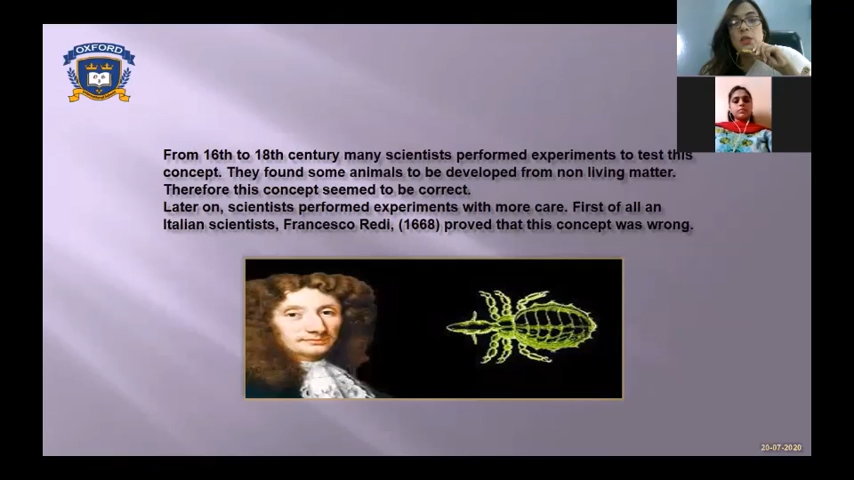 OXFORD
From 16th to 18th century many scientists performed experiments to test this
concept. They found some animals to be developed from non living matter.
Therefore this concept seemed to be correct.
Later on, scientists performed experiments with more care. First of all an
Italian scientists, Francesco Redi, (1668) proved that this concept was wrong.
20-07-2020